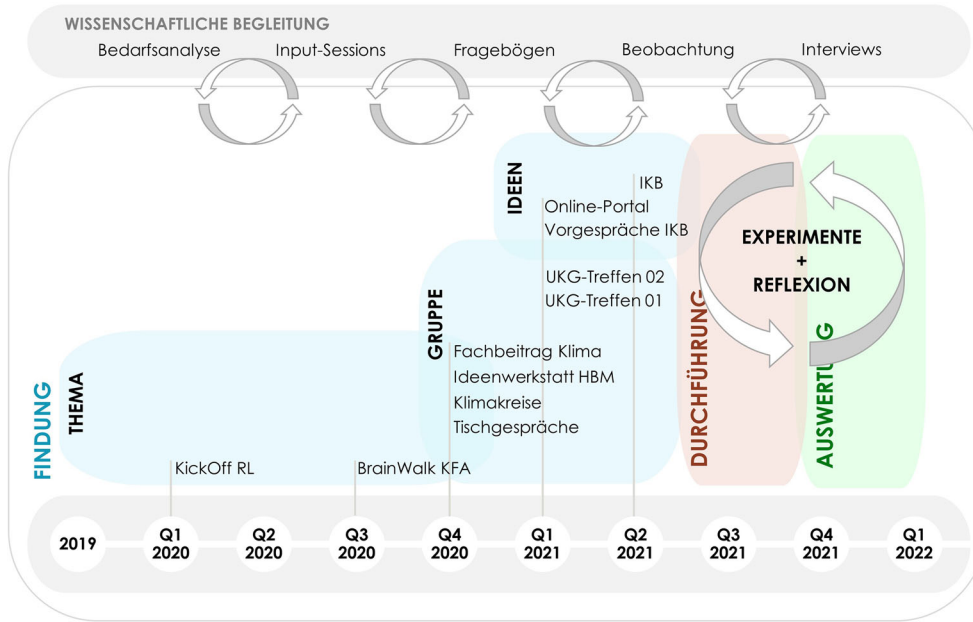 WISSENSCHAFTLICHE BEGLEITUNG
Bedarfsanalyse
Input-Sessions
Fragebögen
Beobachtung
Interviews
FINDUNG
THEMA
KickOff RL
BrainWalk KFA
GRUPPE
Fachbeitrag Klima
Ideenwerkstatt HBM
Klimakreise
Tischgespräche
IDEEN
IKB
Online-Portal
Vorgespräche IKB
UKG-Treffen 02
UKG-Treffen 01
DURCHFÜHRUNG
EXPERIMENTE
+
REFLEXION
AUSWERTUNG
2019
Q1
2020
Q2
2020
Q3
2020
Q4
2020
Q1
2021
Q2
2021
Q3
2021
Q4
2021
Q1
2022